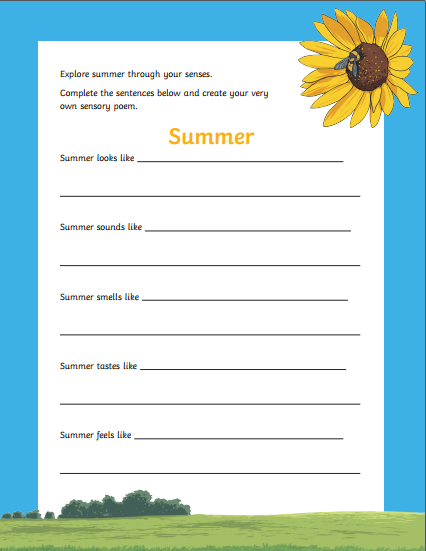 Explore summer through your senses.
Complete the sentences below and create your very
own sensory poem.
Summer
Summer looks like
Summer sounds like
Summer smells like
Summer tastes like
Summer feels like